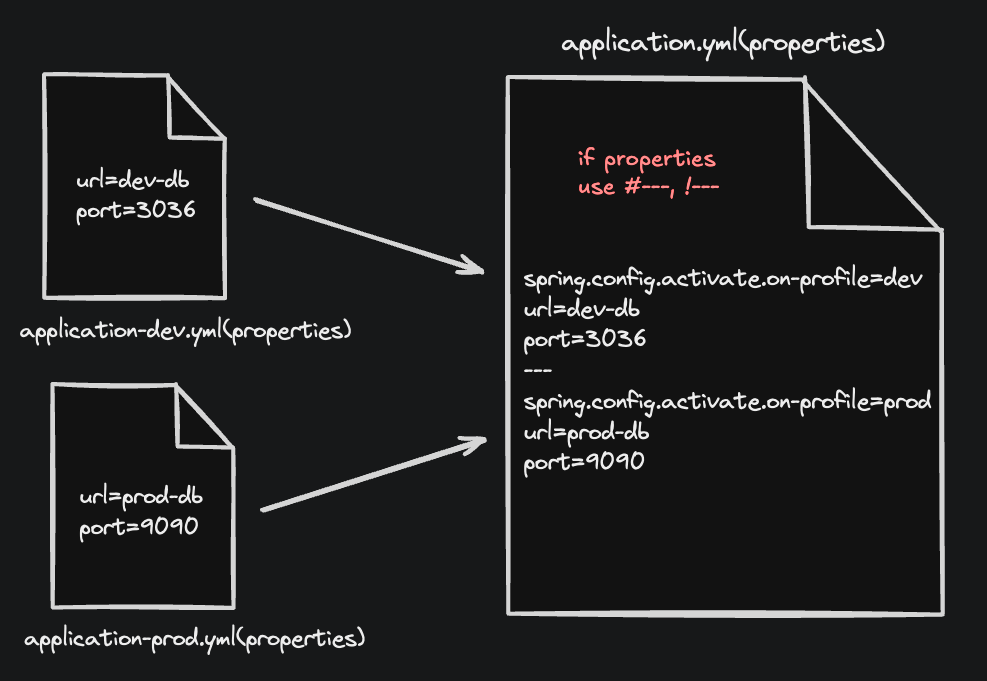 application.yml(properties)
if properties
use #---, !---
url=dev-db
port=3036
application-dev.yml(properties)
spring.config.activate.on-profile=dev
url=dev-db
port=3036
---
spring.config.activate.on-profile=prod
url=prod-db
port=9090
url=prod-db
port=9090
application-prod.yml(properties)